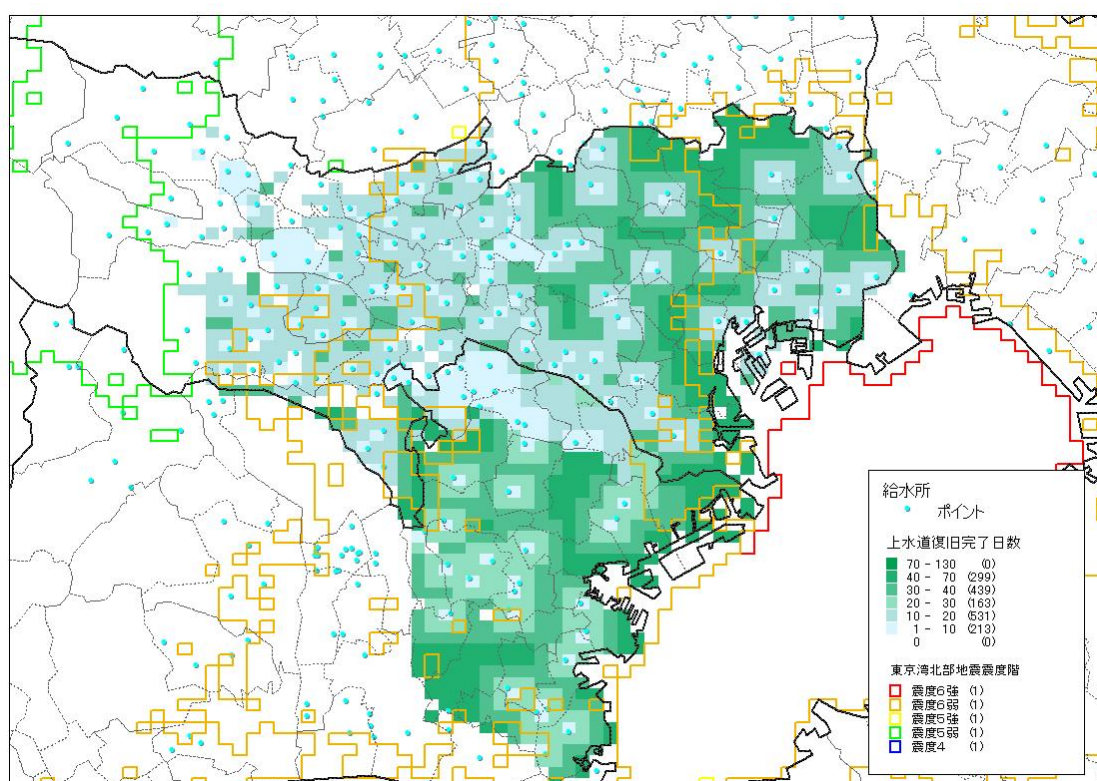 給水所
ポイント
上水道復旧完了日数
70 - 130 (0)
40 - 70 (299)
30 - 40 (439)
20 - 30 (163)
10 - 20 (531)
1 - 10 (213)
0 (0)
東京湾北部地震震度階
震度6強 (1)
震度6弱 (1)
震度5強 (1)
震度5弱 (1)
震度4 (1)